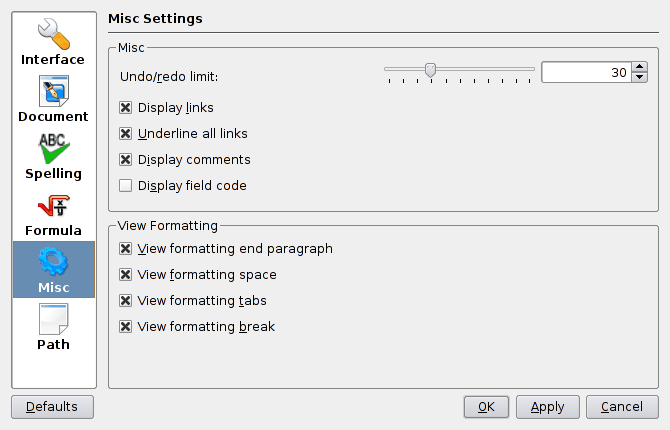 Misc Settings
Interface
Document
ABC
Spelling
Formula
Misc
Path
Misc
Undo/redo limit:
30
Display links
Underline all links
Display comments
Display field code
View Formatting
View formatting end paragraph
View formatting space
View formatting tabs
View formatting break
Defaults
OK
Apply
Cancel